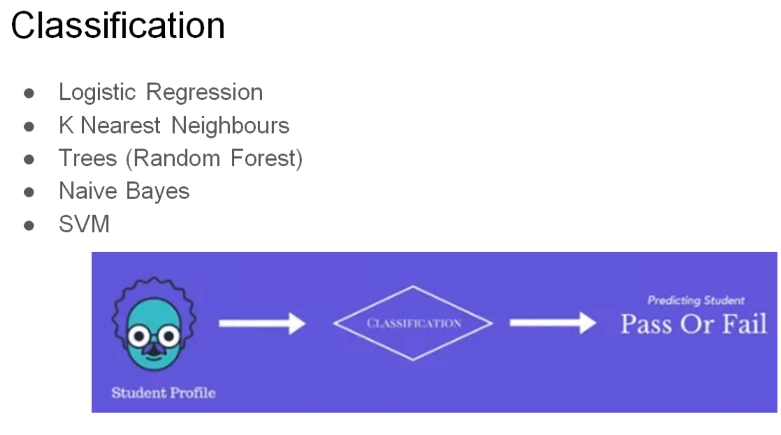 Classification
● Logistic Regression
● K Nearest Neighbours
● Trees (Random Forest)
● Naive Bayes
● SVM
Student Profile
CLASSIFICATION
Predicting Student
Pass Or Fail